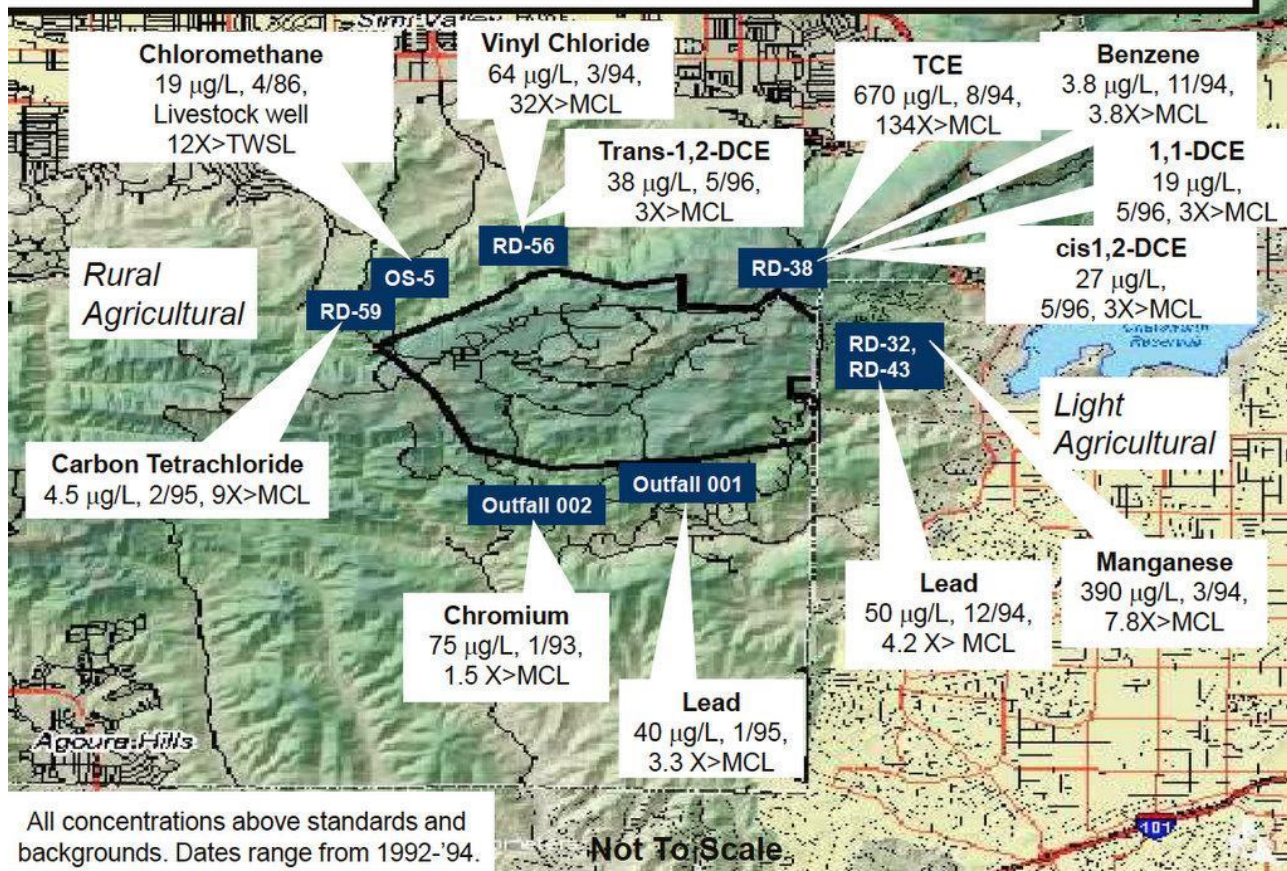 Simi Valley
Chloromethane
19 μg/L, 4/86,
Livestock well
12X>TWSL
Vinyl Chloride
64 μg/L, 3/94,
32X>MCL
TCE
670 μg/L, 8/94,
134X>MCL
Benzene
3.8 μg/L, 11/94,
3.8X>MCL
Trans-1,2-DCE
38 μg/L, 5/96,
3X>MCL
1,1-DCE
19 μg/L,
5/96, 3X>MCL
cis1,2-DCE
27 μg/L,
5/96, 3X>MCL
RD-56
RD-38
OS-5
RD-59
Rural
Agricultural
RD-32,
RD-43
Reservoir
Light
Agricultural
Carbon Tetrachloride
4.5 μg/L, 2/95, 9X>MCL
Outfall 002
Outfall 001
Chromium
75 μg/L, 1/93,
1.5 X>MCL
Lead
40 μg/L, 1/95,
3.3 X>MCL
Lead
50 μg/L, 12/94,
4.2 X> MCL
Manganese
390 μg/L, 3/94,
7.8X>MCL
Agoura Hills
All concentrations above standards and
backgrounds. Dates range from 1992-'94.
Not To Scale
101